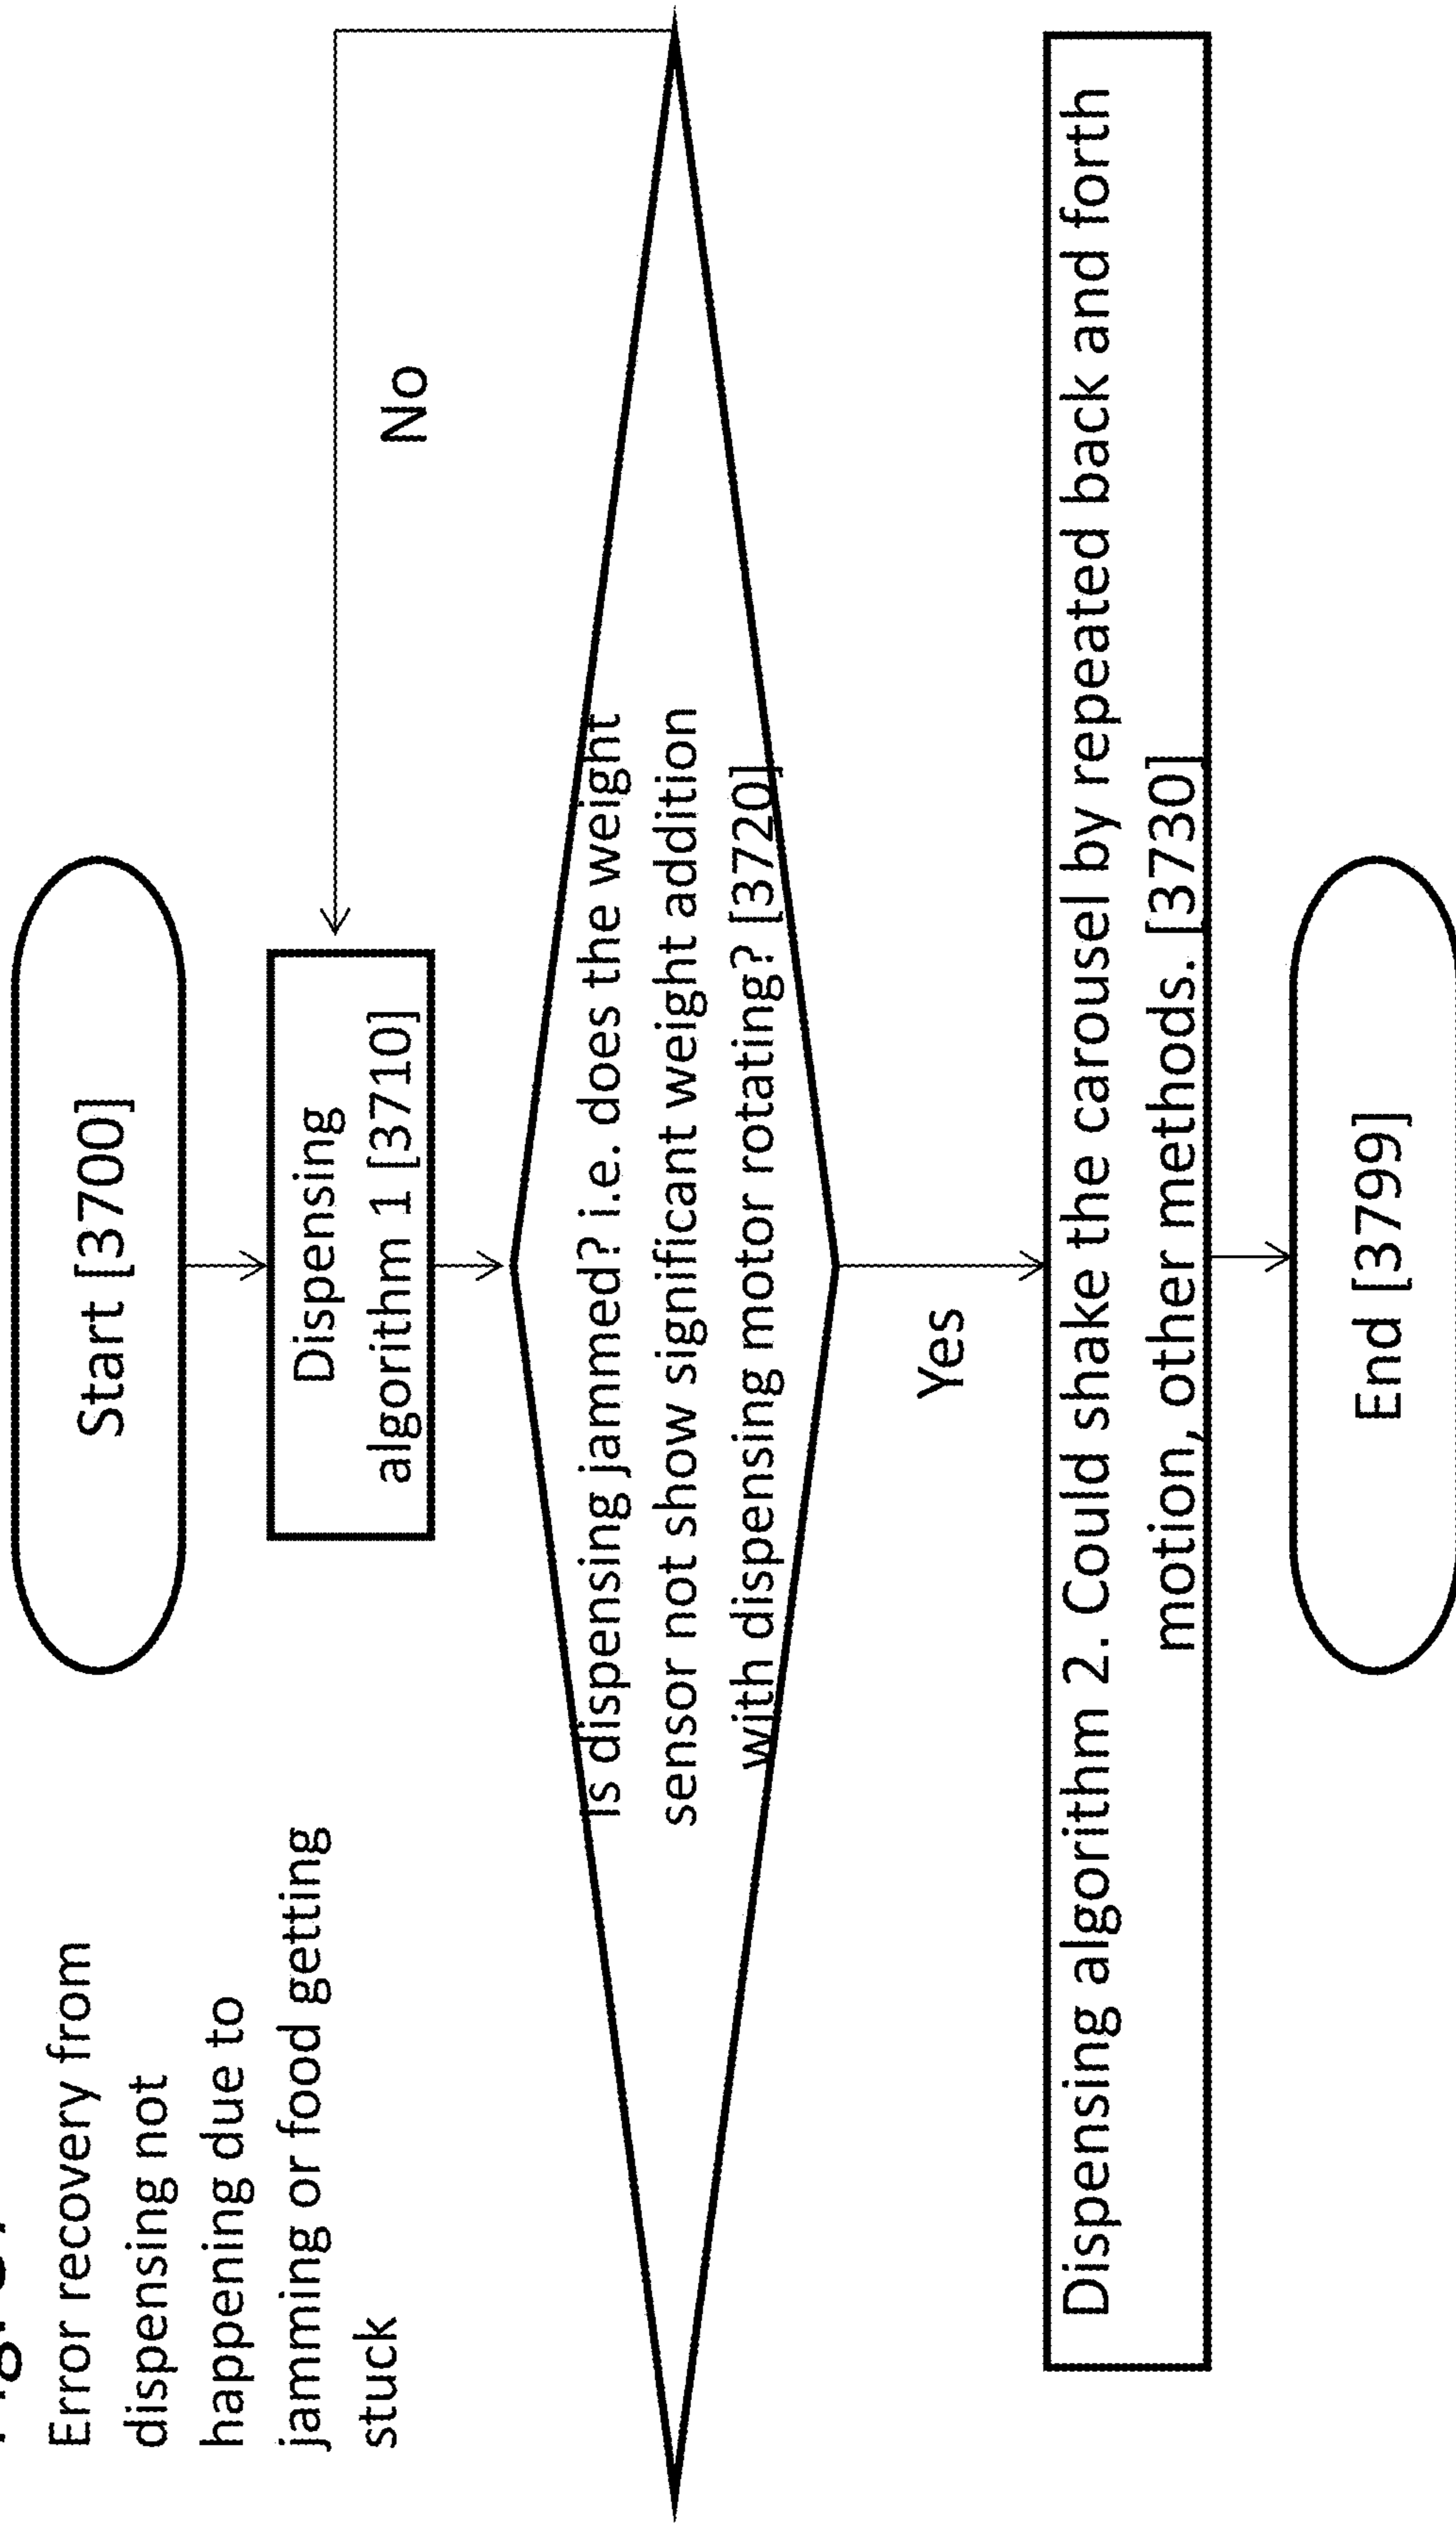 Error recovery from
dispensing not
happening due to
jamming or food getting
stuck
Start [3700]
Dispensing
algorithm 1 [3710]
No
Is dispensing jammed? i.e. does the weight
sensor not show significant weight addition
with dispensing motor rotating? [3720]
Yes
Dispensing algorithm 2. Could shake the carousel by repeated back and forth
motion, other methods. [3730]
End [3799]